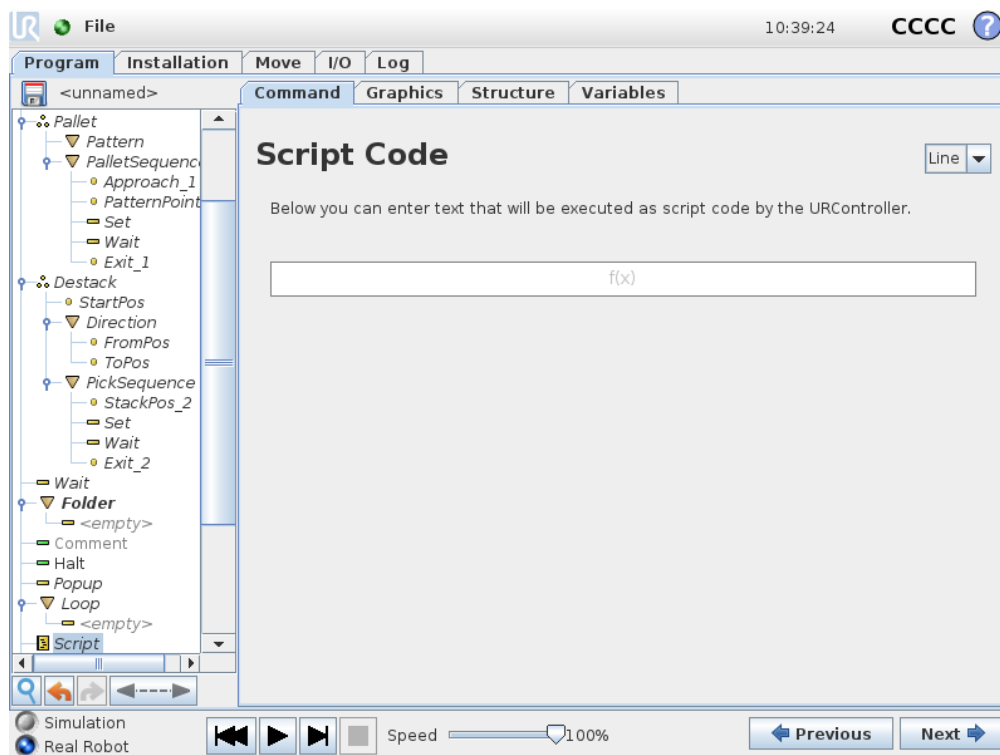 UR File 10:39:24 CCCC ?
Program Installation Move I/O Log
<unnamed> Command Graphics Structure Variables
Pallet
Pattern
PalletSequenc
Approach_1
PatternPoint
Set
Wait
Exit_1
Destack
StartPos
Direction
FromPos
ToPos
PickSequence
StackPos_2
Set
Wait
Exit_2
Wait
Folder
<empty>
Comment
Halt
Popup
Loop
<empty>
Script
Script Code
Line
Below you can enter text that will be executed as script code by the URController.
f(x)
Simulation
Real Robot
Speed 100%
Previous Next